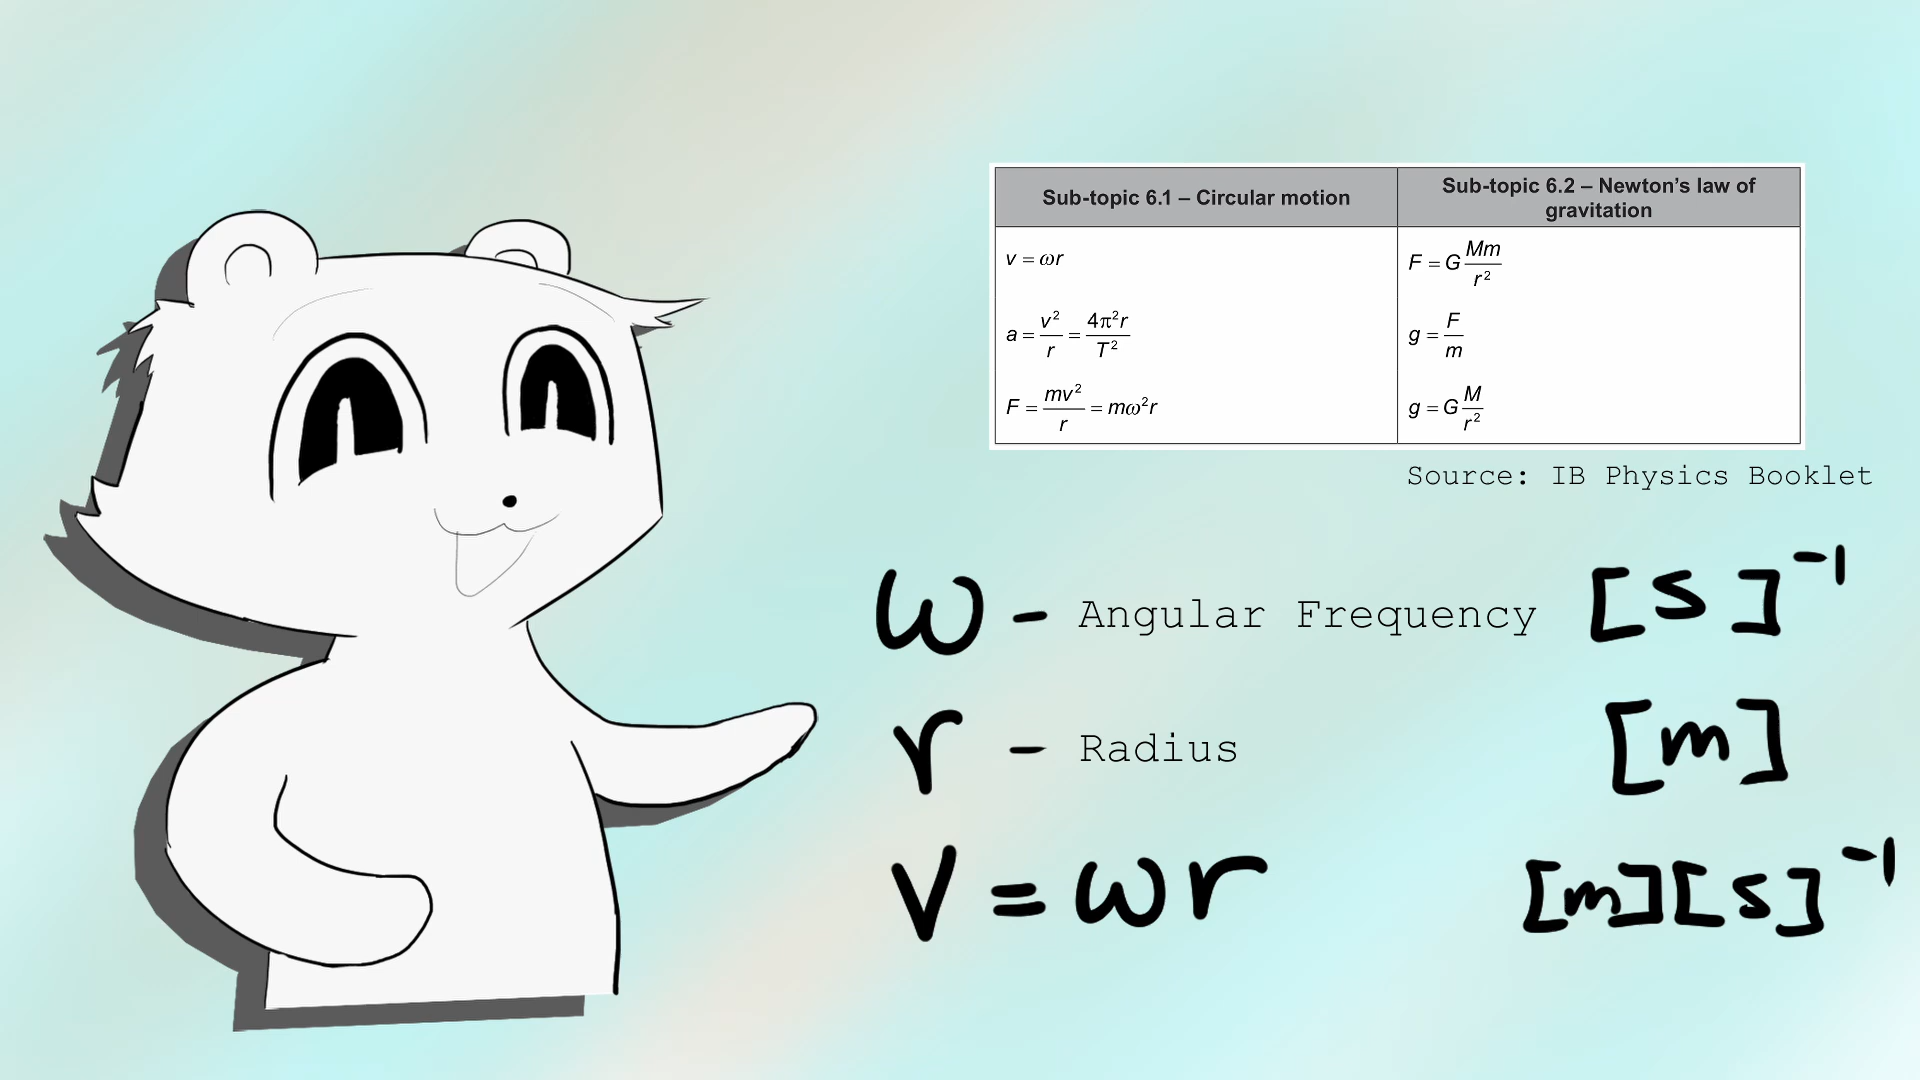 Sub-topic 6.1 – Circular motion
Sub-topic 6.2 – Newton's law of
gravitation
v = ωr
a = v²/r = 4π²r/T²
F = mv²/r = mω²r
F = G Mm/r²
g = F/m
g = G M/r²
Source: IB Physics Booklet
ω - Angular Frequency [s]⁻¹
r - Radius [m]
v = ωr [m][s]⁻¹